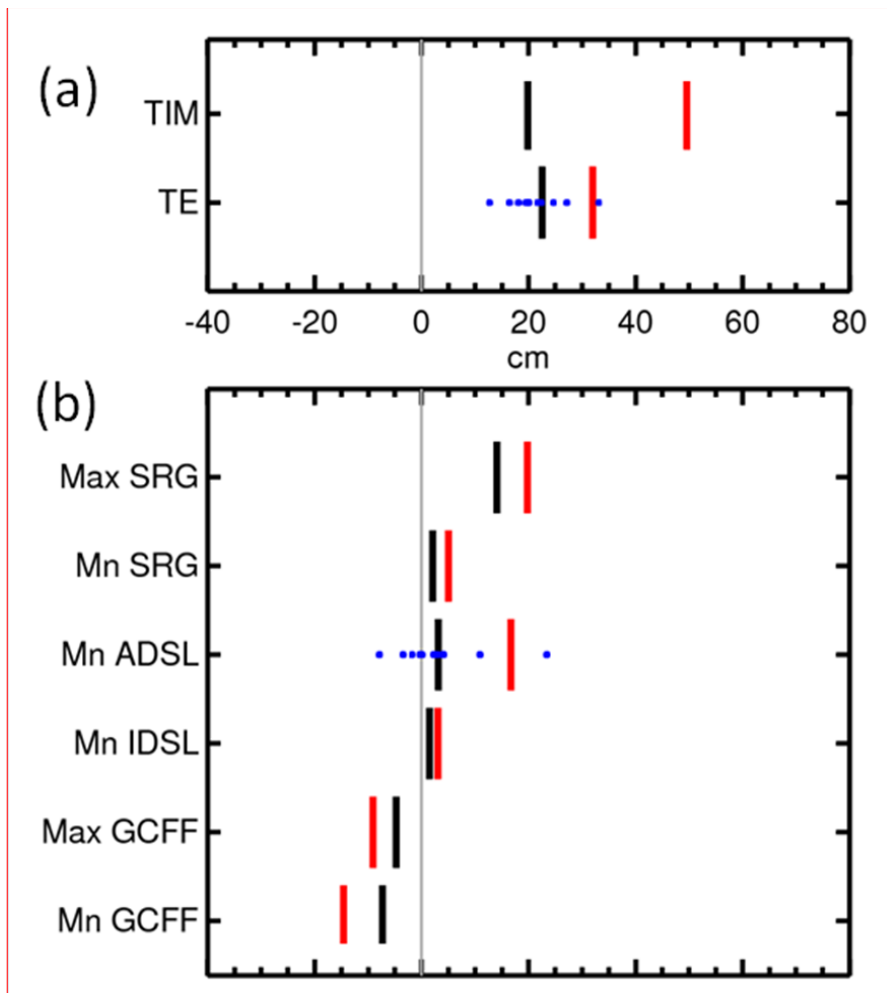 (a)
TIM
TE
-40 -20 0 20 40 60 80
cm
(b)
Max SRG
Mn SRG
Mn ADSL
Mn IDSL
Max GCFF
Mn GCFF